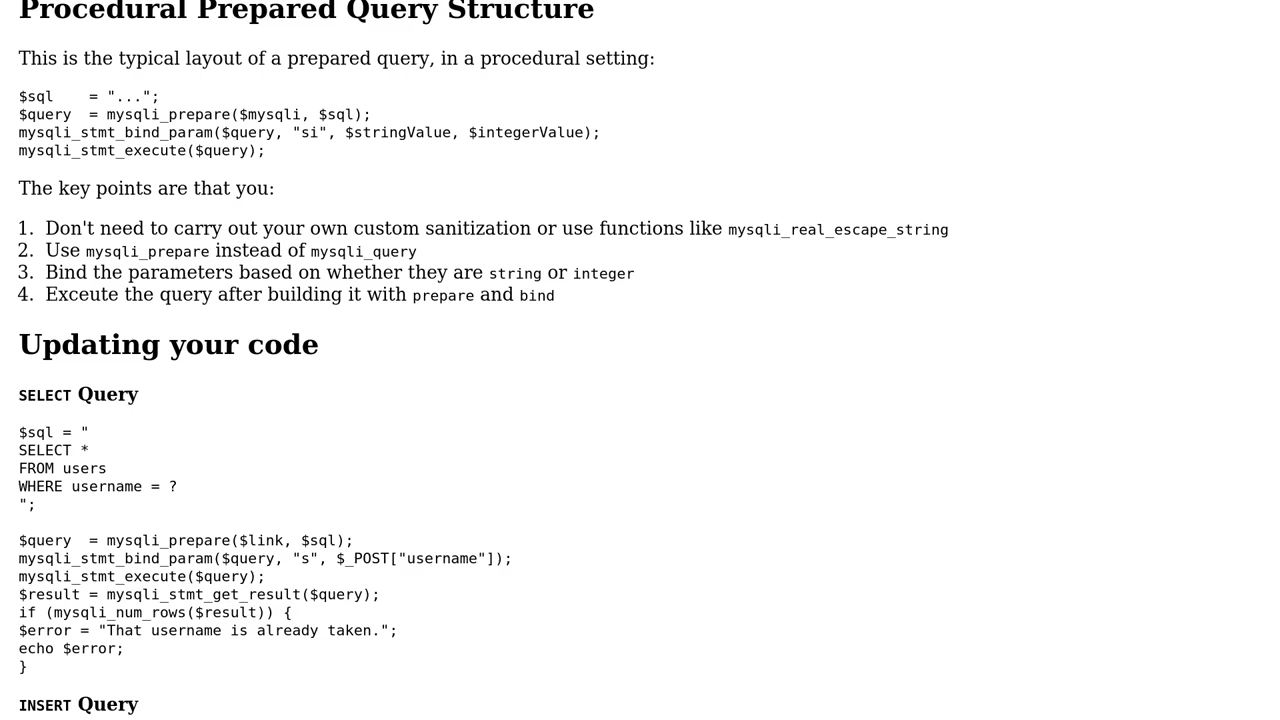 Procedural Prepared Query Structure
This is the typical layout of a prepared query, in a procedural setting:
$sql    = "...";
$query  = mysqli_prepare($mysqli, $sql);
mysqli_stmt_bind_param($query, "si", $stringValue, $integerValue);
mysqli_stmt_execute($query);
The key points are that you:
1. Don't need to carry out your own custom sanitization or use functions like mysqli_real_escape_string
2. Use mysqli_prepare instead of mysqli_query
3. Bind the parameters based on whether they are string or integer
4. Exceute the query after building it with prepare and bind
Updating your code
SELECT Query
$sql = "
SELECT *
FROM users
WHERE username = ?
";
$query  = mysqli_prepare($link, $sql);
mysqli_stmt_bind_param($query, "s", $_POST["username"]);
mysqli_stmt_execute($query);
$result = mysqli_stmt_get_result($query);
if (mysqli_num_rows($result)) {
$error = "That username is already taken.";
echo $error;
}
INSERT Query